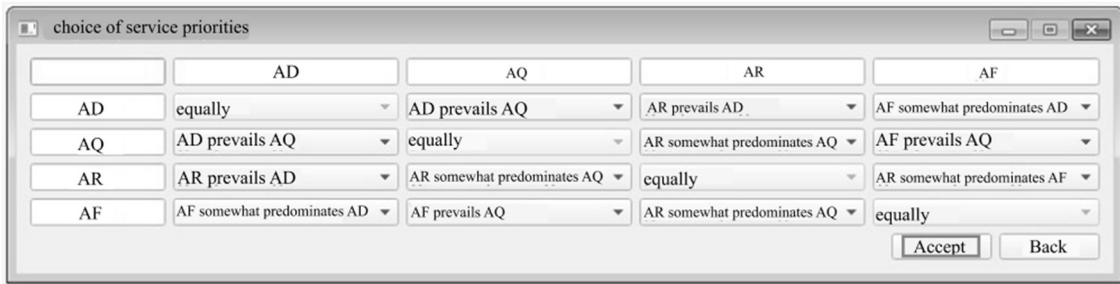 choice of service priorities
AD AQ AR AF
AD equally AD prevails AQ AR prevails AD AF somewhat predominates AD
AQ AD prevails AQ equally AR somewhat predominates AQ AF prevails AQ
AR AR prevails AD AR somewhat predominates AQ equally AR somewhat predominates AF
AF AF somewhat predominates AD AF prevails AQ AR somewhat predominates AQ equally
Accept Back